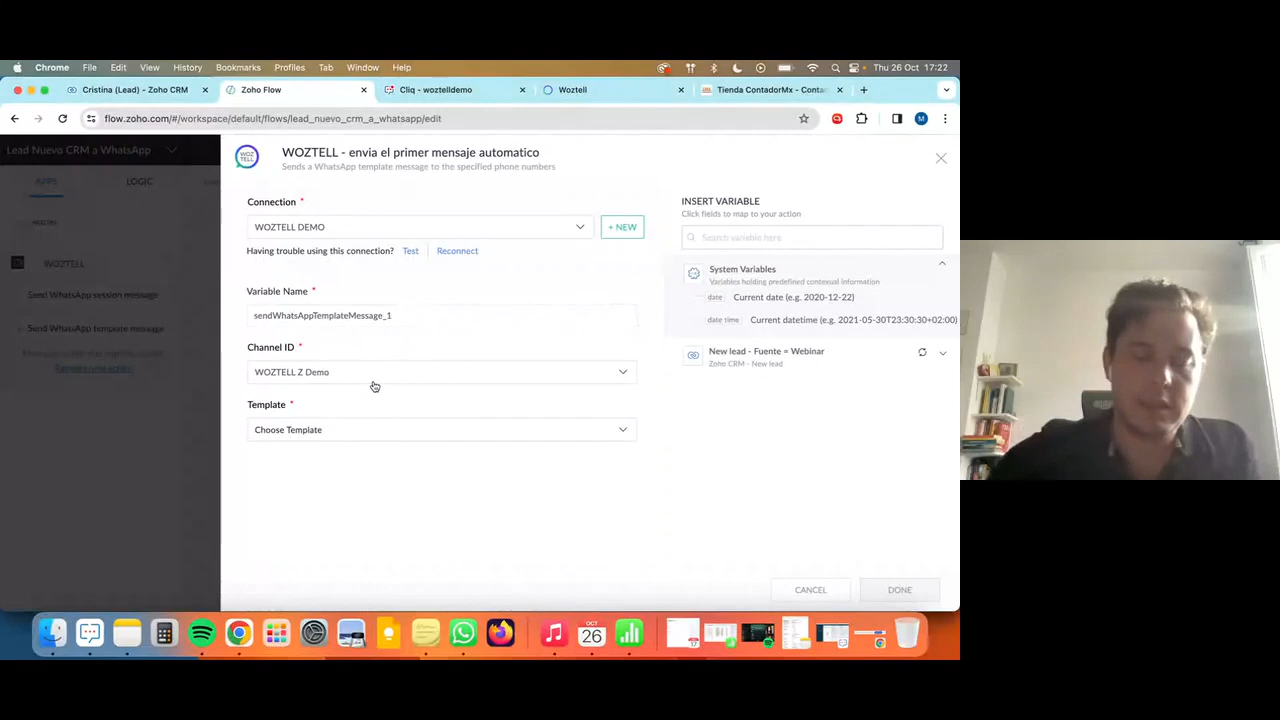 Chrome File Edit View History Bookmarks Profiles Tab Window Help Thu 26 Oct 17:22
Cristina (Lead) - Zoho CRM Zoho Flow Cliq - woztelldemo Woztell Tienda ContadorMx - Conta
flow.zoho.com/#/workspace/default/flows/lead_nuevo_crm_a_whatsapp/edit M
Lead Nuevo CRM a WhatsApp
APPS LOGIC
WOZTELL
Send WhatsApp session message
Send WhatsApp template message
WOZ TELL
WOZTELL - envia el primer mensaje automatico
Sends a WhatsApp template message to the specified phone numbers
Connection *
WOZTELL DEMO + NEW
Having trouble using this connection? Test Reconnect
Variable Name *
sendWhatsAppTemplateMessage_1
Channel ID *
WOZTELL Z Demo
Template *
Choose Template
INSERT VARIABLE
Click fields to map to your action
Search variable here
System Variables
Variables holding predefined contexual information
date Current date (e.g. 2020-12-22)
date time Current datetime (e.g. 2021-05-30T23:30:30+02:00)
New lead - Fuente = Webinar
Zoho CRM - New lead
CANCEL DONE
OCT
26
17